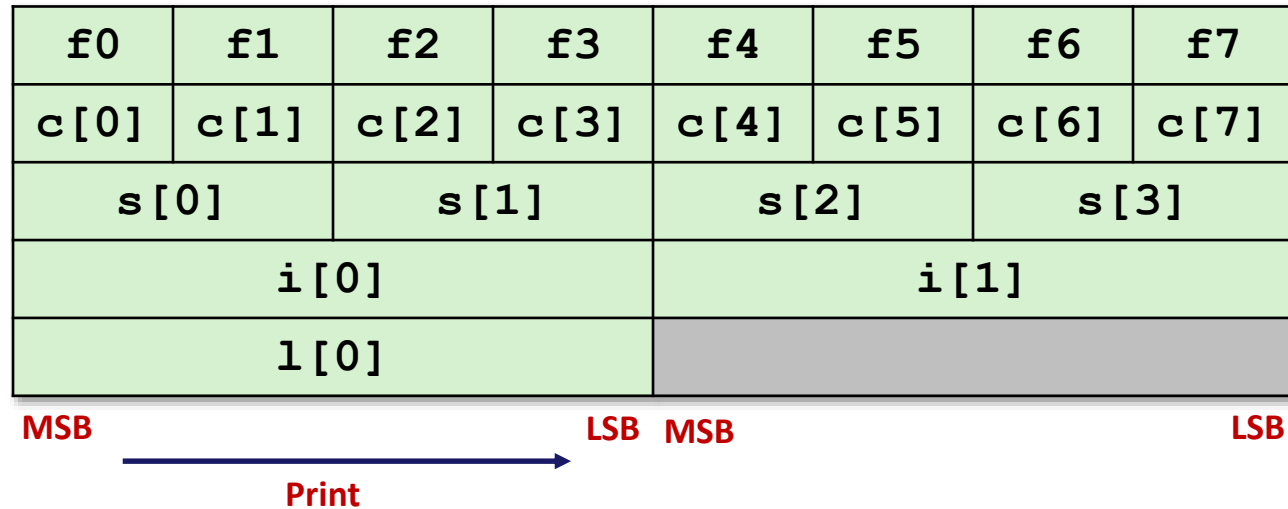 f0 f1 f2 f3 f4 f5 f6 f7
c[0] c[1] c[2] c[3] c[4] c[5] c[6] c[7]
s[0] s[1] s[2] s[3]
i[0] i[1]
l[0]
MSB LSB MSB LSB
Print